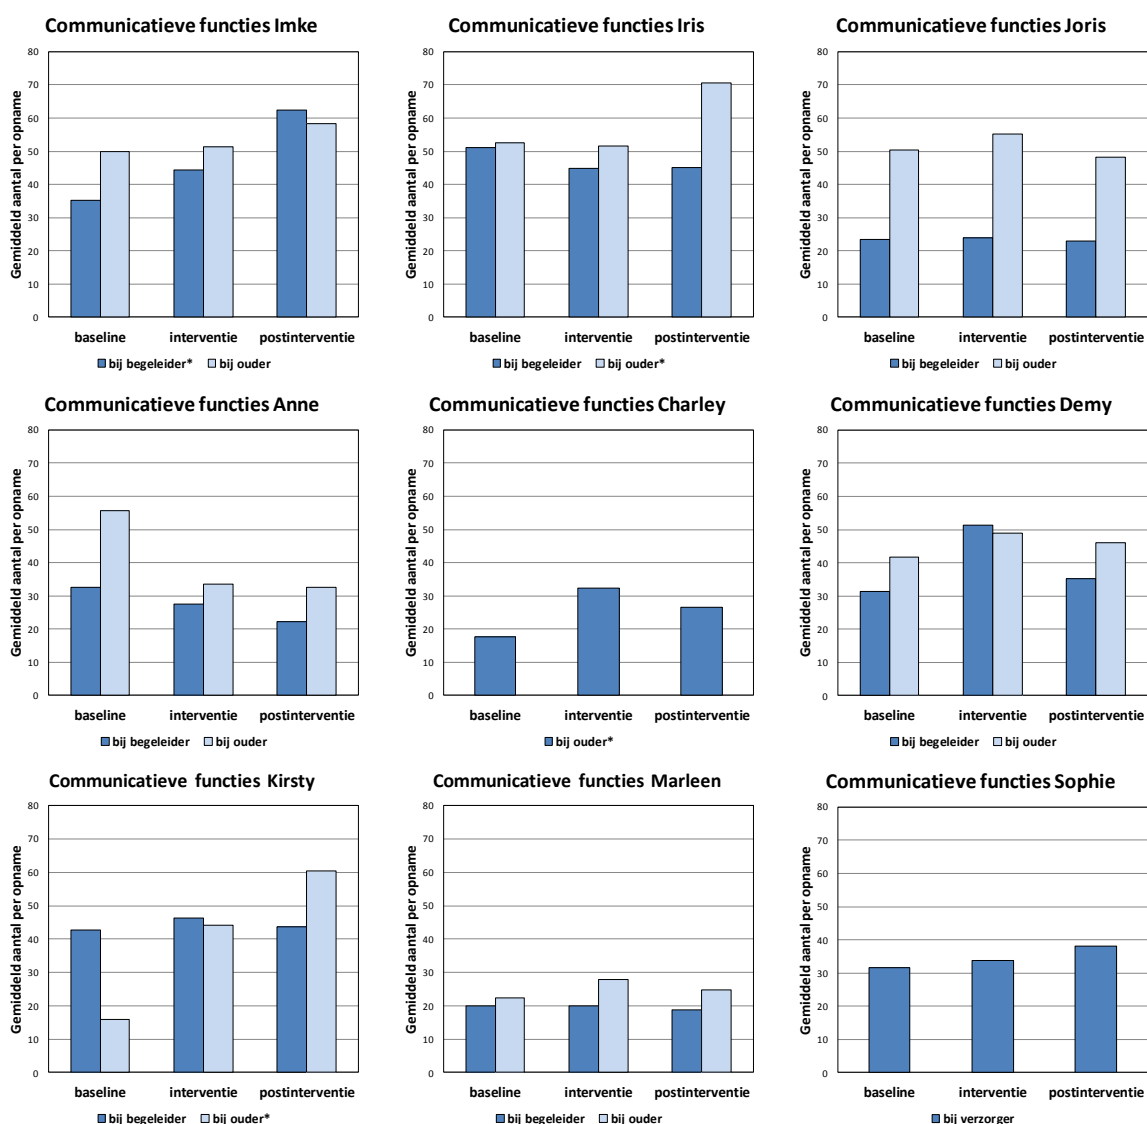 Communicatieve functies Imke
Gemiddeld aantal per opname
80
70
60
50
40
30
20
10
0
baseline interventie postinterventie
bij begeleider* bij ouder
Communicatieve functies Iris
Gemiddeld aantal per opname
80
70
60
50
40
30
20
10
0
baseline interventie postinterventie
bij begeleider bij ouder*
Communicatieve functies Joris
Gemiddeld aantal per opname
80
70
60
50
40
30
20
10
0
baseline interventie postinterventie
bij begeleider bij ouder
Communicatieve functies Anne
Gemiddeld aantal per opname
80
70
60
50
40
30
20
10
0
baseline interventie postinterventie
bij begeleider bij ouder
Communicatieve functies Charley
Gemiddeld aantal per opname
80
70
60
50
40
30
20
10
0
baseline interventie postinterventie
bij ouder*
Communicatieve functies Demy
Gemiddeld aantal per opname
80
70
60
50
40
30
20
10
0
baseline interventie postinterventie
bij begeleider bij ouder
Communicatieve functies Kirsty
Gemiddeld aantal per opname
80
70
60
50
40
30
20
10
0
baseline interventie postinterventie
bij begeleider bij ouder*
Communicatieve functies Marleen
Gemiddeld aantal per opname
80
70
60
50
40
30
20
10
0
baseline interventie postinterventie
bij begeleider bij ouder
Communicatieve functies Sophie
Gemiddeld aantal per opname
80
70
60
50
40
30
20
10
0
baseline interventie postinterventie
bij verzorger